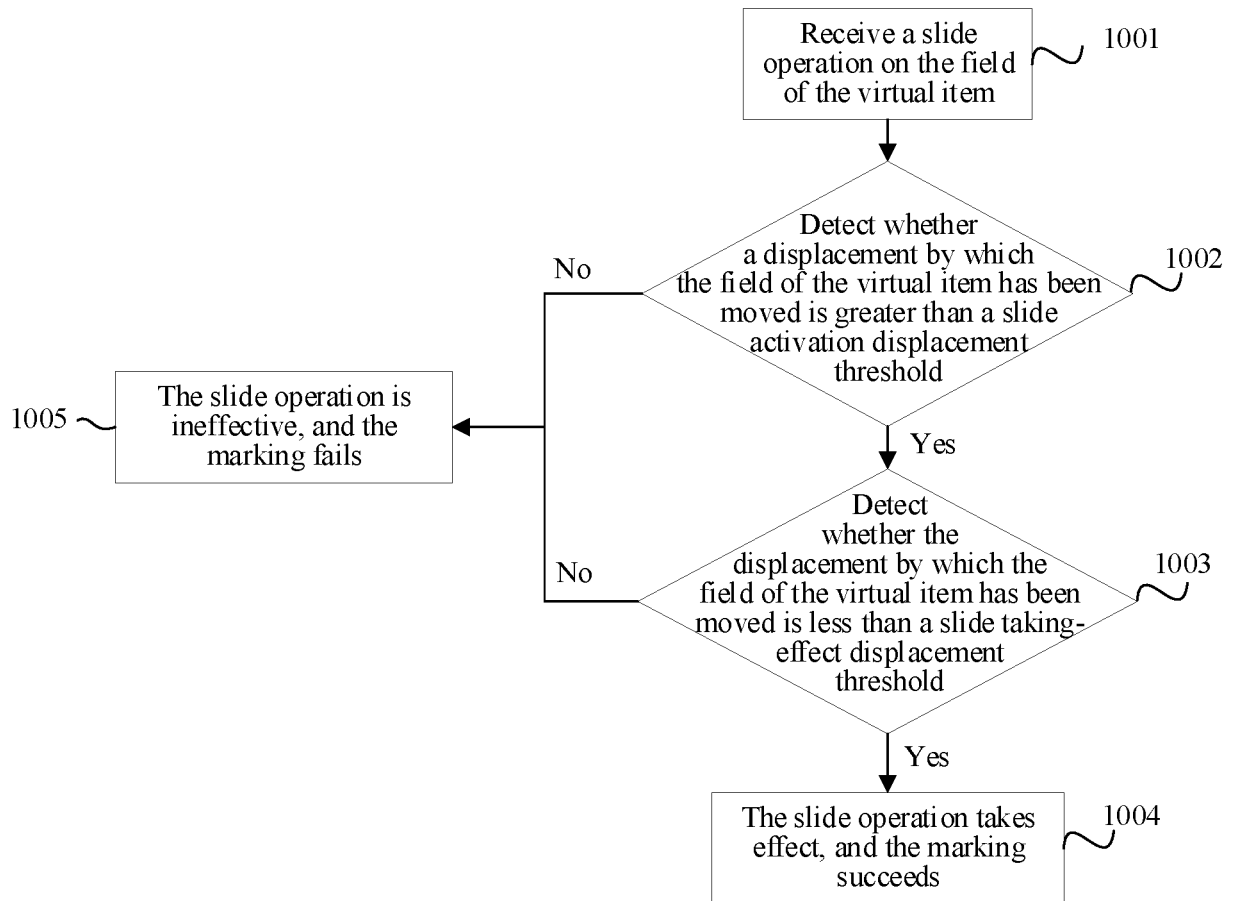 Receive a slide
operation on the field
of the virtual item
1001
Detect whether
a displacement by which
the field of the virtual item has been
moved is greater than a slide
activation displacement
threshold
1002
No
Yes
The slide operation is
ineffective, and the
marking fails
1005
Detect
whether the
displacement by which the
field of the virtual item has been
moved is less than a slide taking-
effect displacement
threshold
1003
No
Yes
The slide operation takes
effect, and the marking
succeeds
1004